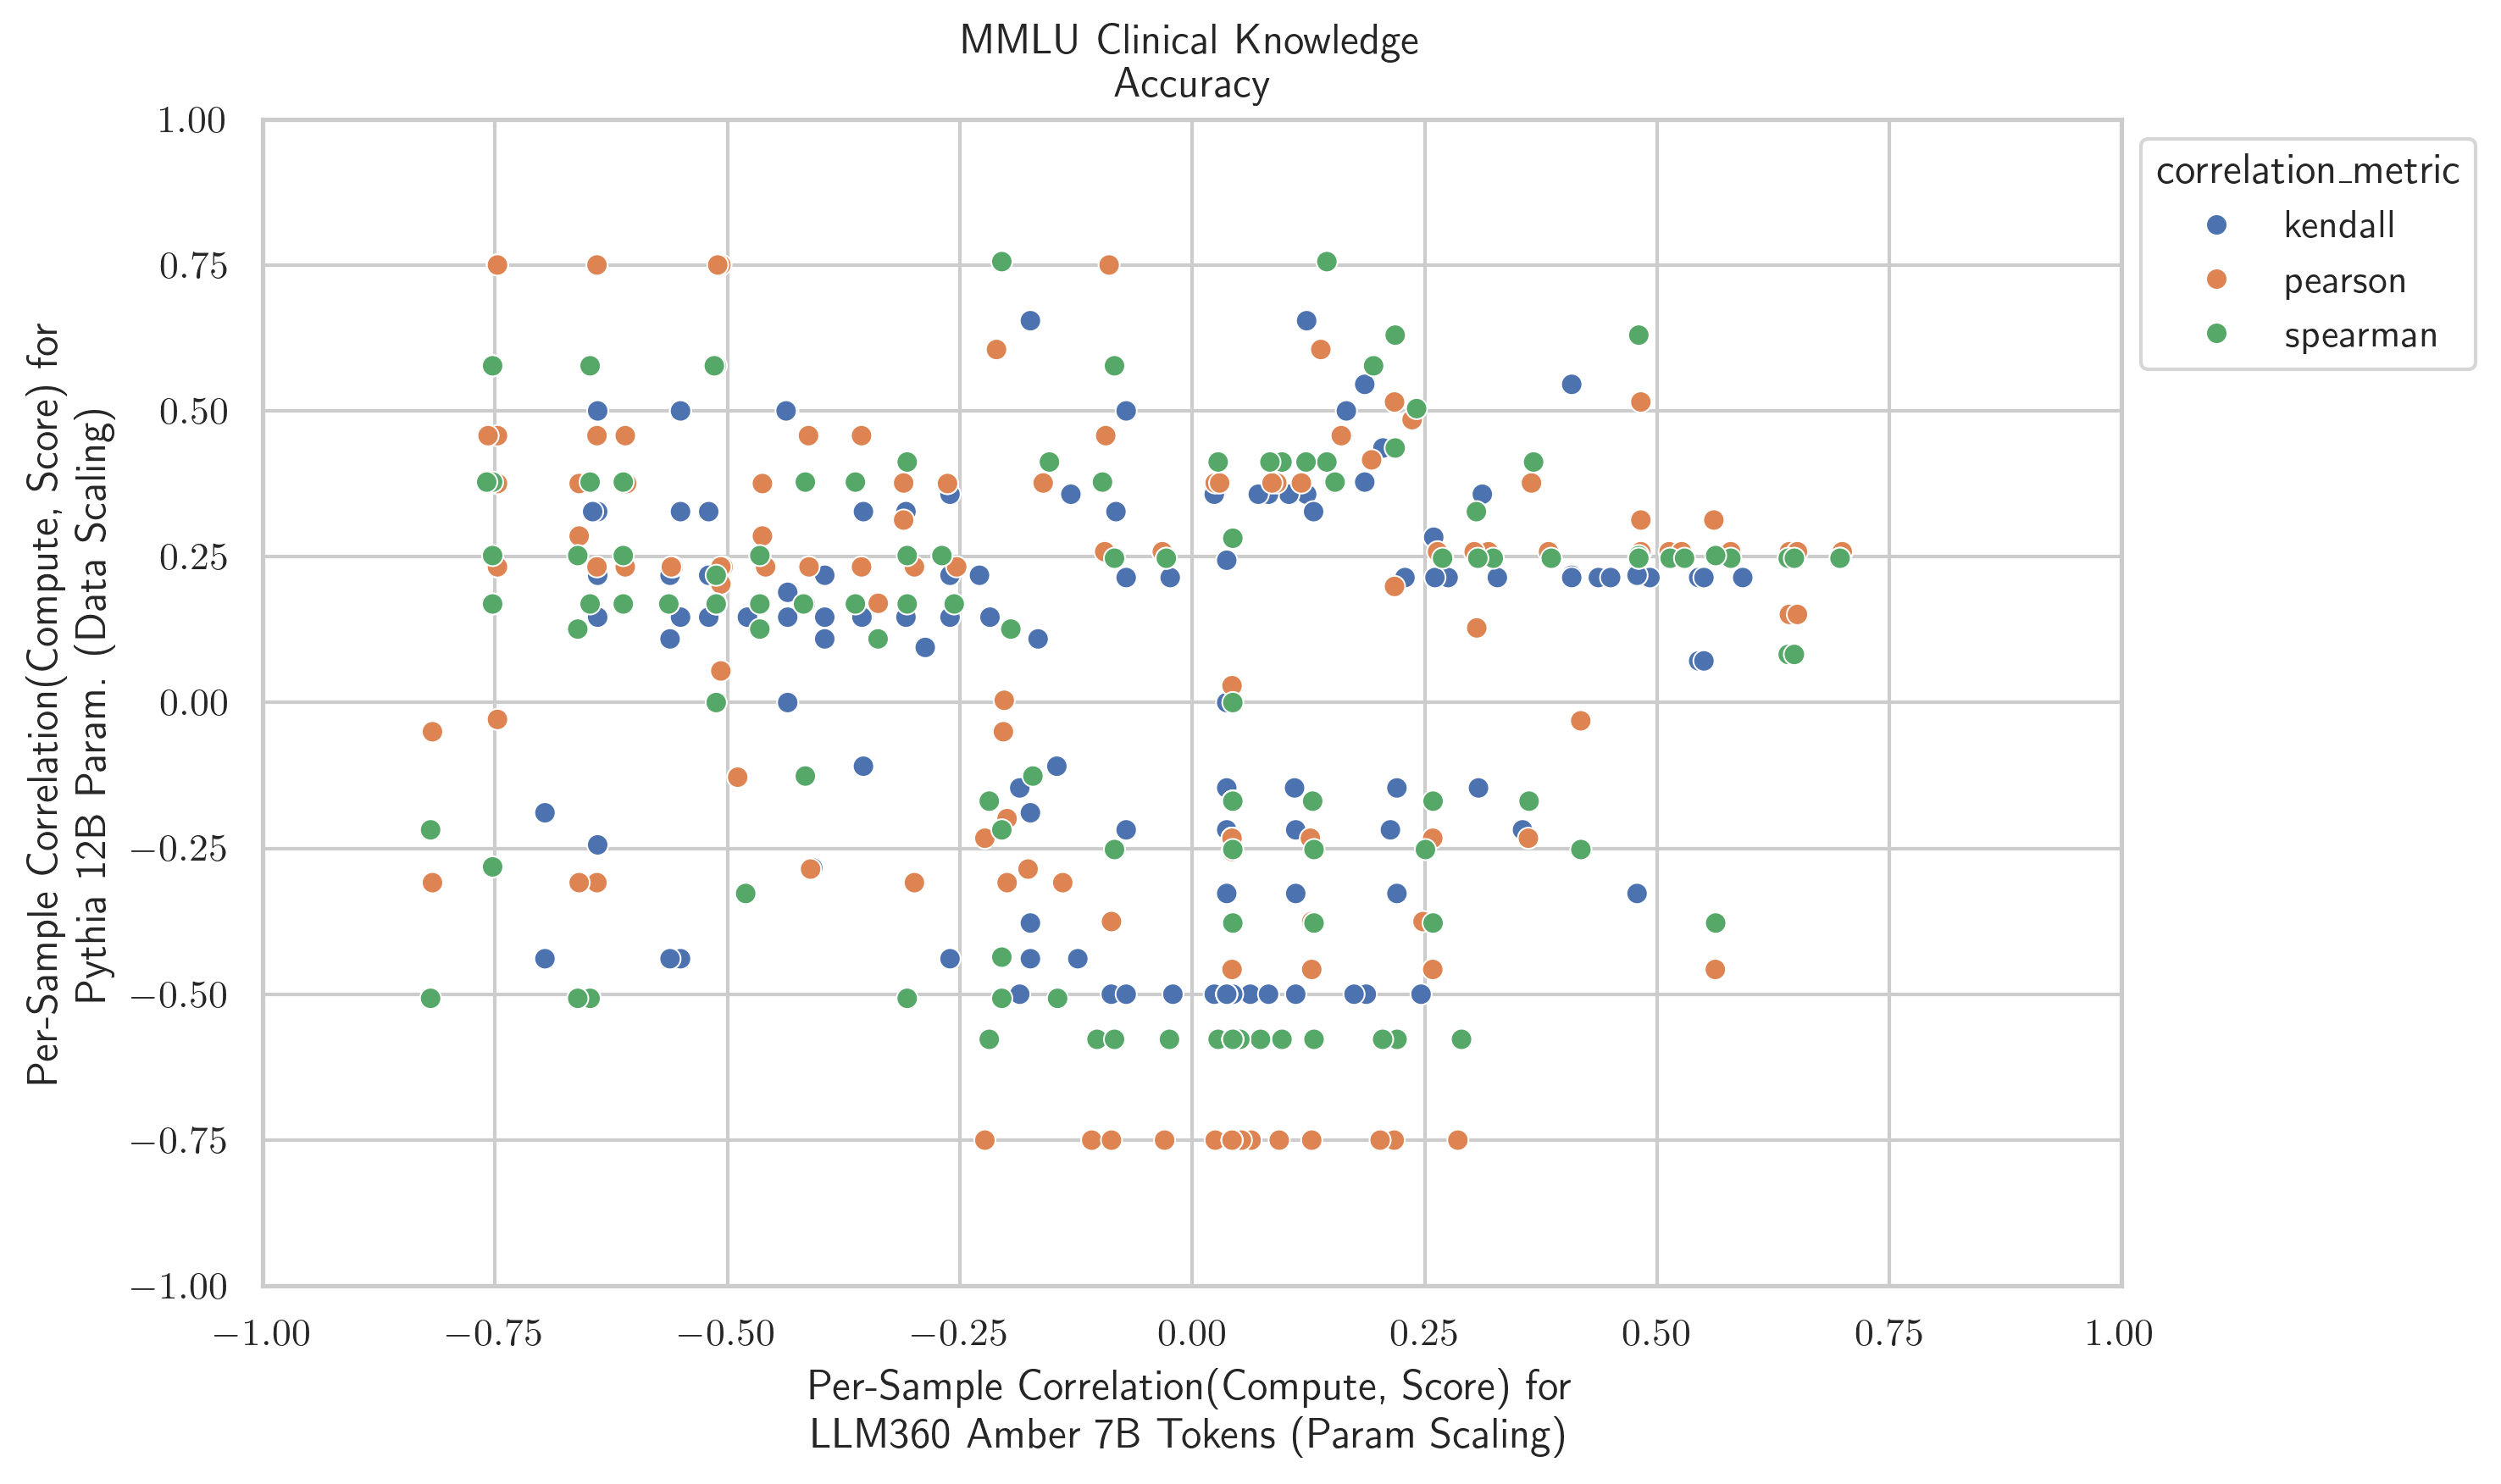 MMLU Clinical Knowledge
Accuracy
1.00
0.75
0.50
0.25
0.00
−0.25
−0.50
−0.75
−1.00
Per-Sample Correlation(Compute, Score) for
Pythia 12B Param. (Data Scaling)
−1.00
−0.75
−0.50
−0.25
0.00
0.25
0.50
0.75
1.00
Per-Sample Correlation(Compute, Score) for
LLM360 Amber 7B Tokens (Param Scaling)
correlation_metric
kendall
pearson
spearman